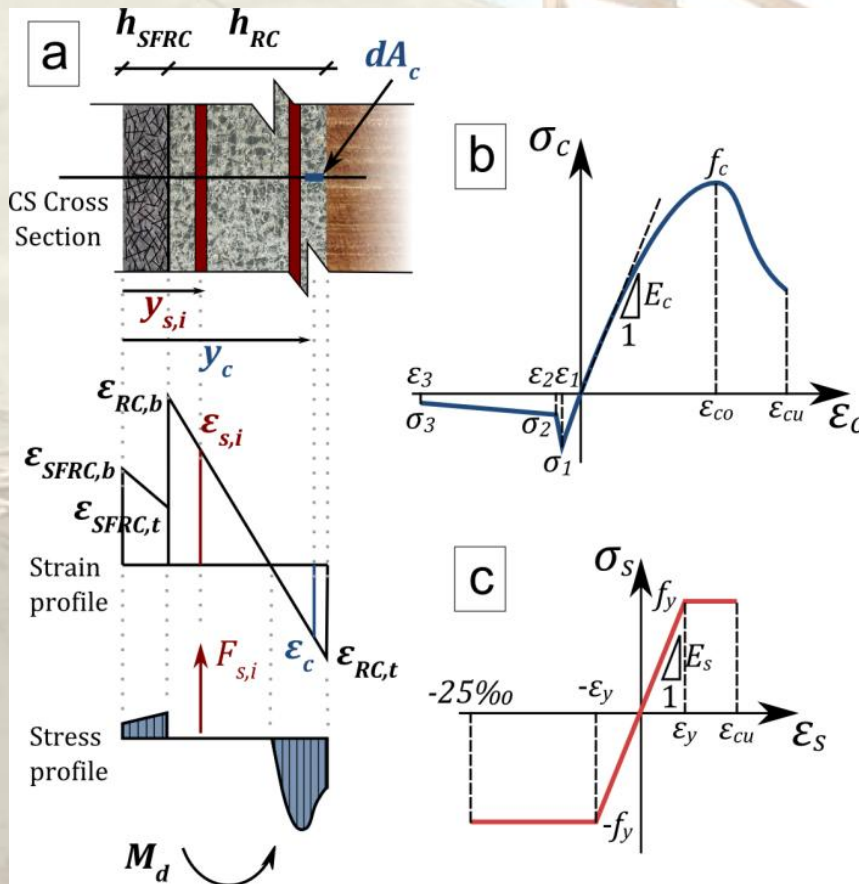 a
h_SFRC h_RC
dA_c
CS Cross
Section
y_s,i
y_c
ε_RC,b
ε_s,i
ε_SFRC,b
ε_SFRC,t
Strain
profile
ε_c
ε_RC,t
F_s,i
Stress
profile
M_d
b
σ_c
f_c
E_c
1
ε_3 ε_2 ε_1
ε_co ε_cu ε_c
σ_3 σ_2
σ_1
c
σ_s
f_y
E_s
1
-25‰ -ε_y
ε_y ε_cu ε_s
-f_y